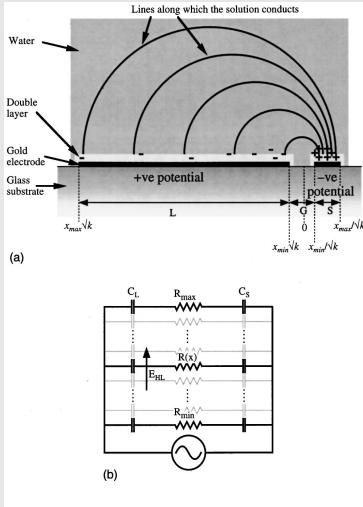 Lines along which the solution conducts
Water
Double
layer
Gold
electrode
Glass
substrate
+ve potential
−ve
potential
L
G
S
0
x_max√k
x_min√k
x_min/√k
x_max/√k
(a)
C_L
R_max
C_S
R(x)
E_HL
R_min
(b)